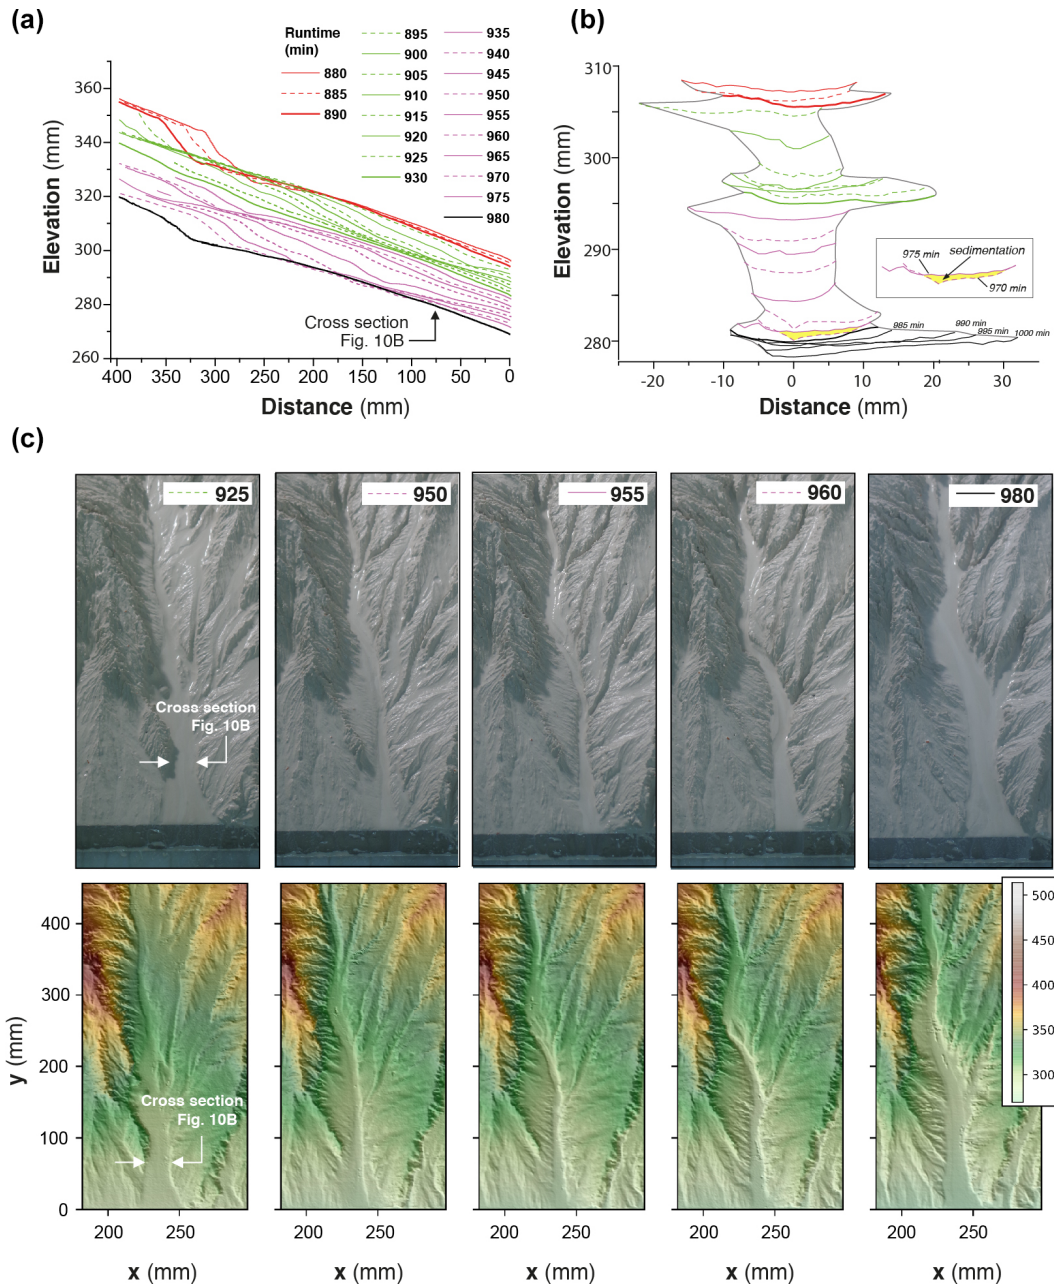 (a)
Runtime
(min)
880
885
890
895
900
905
910
915
920
925
930
935
940
945
950
955
960
965
970
975
980
Elevation (mm)
360
340
320
300
280
260
Cross section
Fig. 10B
400 350 300 250 200 150 100 50 0
Distance (mm)
(b)
Elevation (mm)
310
300
290
280
975 min
sedimentation
970 min
985 min
990 min
995 min
1000 min
-20 -10 0 10 20 30
Distance (mm)
(c)
925
950
955
960
980
Cross section
Fig. 10B
y (mm)
400
300
200
100
0
Cross section
Fig. 10B
500
450
400
350
300
200 250
200 250
200 250
200 250
200 250
x (mm)
x (mm)
x (mm)
x (mm)
x (mm)